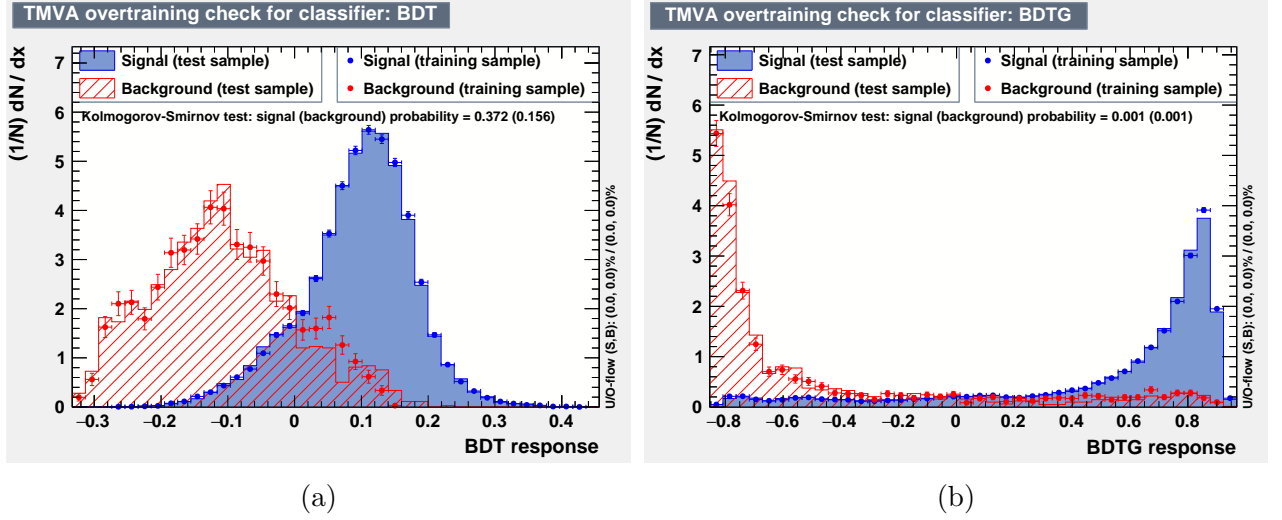 TMVA overtraining check for classifier: BDT
(1/N) dN / dx
Signal (test sample)
Background (test sample)
Signal (training sample)
Background (training sample)
Kolmogorov-Smirnov test: signal (background) probability = 0.372 (0.156)
7
6
5
4
3
2
1
0
−0.3 −0.2 −0.1 0 0.1 0.2 0.3 0.4
BDT response
U/O-flow (S,B): (0.0, 0.0)% / (0.0, 0.0)%
(a)
TMVA overtraining check for classifier: BDTG
(1/N) dN / dx
Signal (test sample)
Background (test sample)
Signal (training sample)
Background (training sample)
Kolmogorov-Smirnov test: signal (background) probability = 0.001 (0.001)
7
6
5
4
3
2
1
0
−0.8 −0.6 −0.4 −0.2 0 0.2 0.4 0.6 0.8
BDTG response
U/O-flow (S,B): (0.0, 0.0)% / (0.0, 0.0)%
(b)